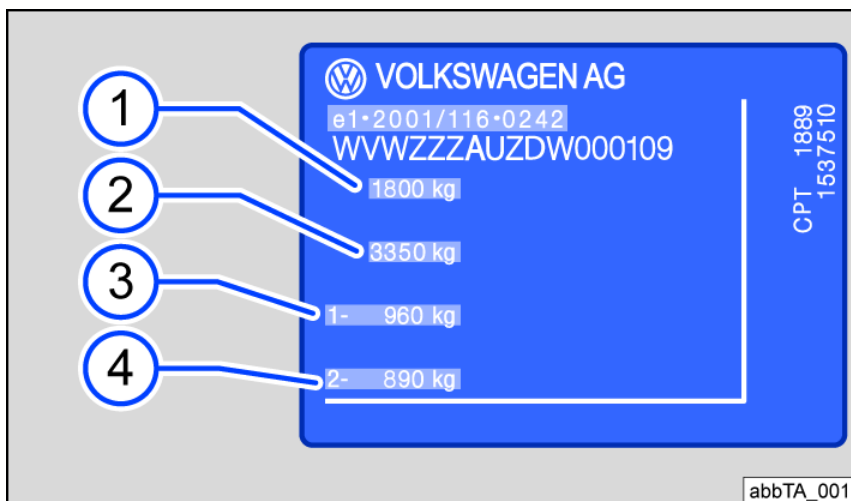 1
2
3
4
VW VOLKSWAGEN AG
e1•2001/116•0242
WVWZZZAUZDW000109
1800 kg
3350 kg
1- 960 kg
2- 890 kg
CPT 1889
1537510
abbTA_001